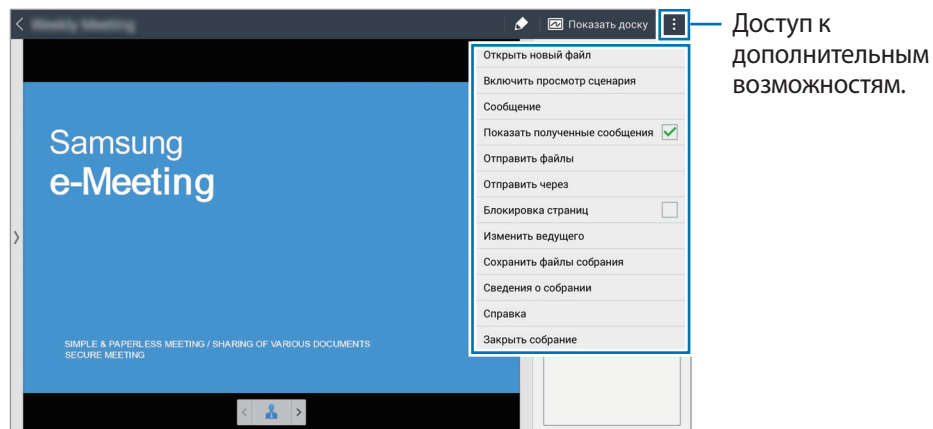 Показать доску
Открыть новый файл
Включить просмотр сценария
Сообщение
Показать полученные сообщения
Отправить файлы
Отправить через
Блокировка страниц
Изменить ведущего
Сохранить файлы собрания
Сведения о собрании
Справка
Закрыть собрание
Samsung
e-Meeting
SIMPLE & PAPERLESS MEETING / SHARING OF VARIOUS DOCUMENTS
SECURE MEETING
Доступ к
дополнительным
возможностям.